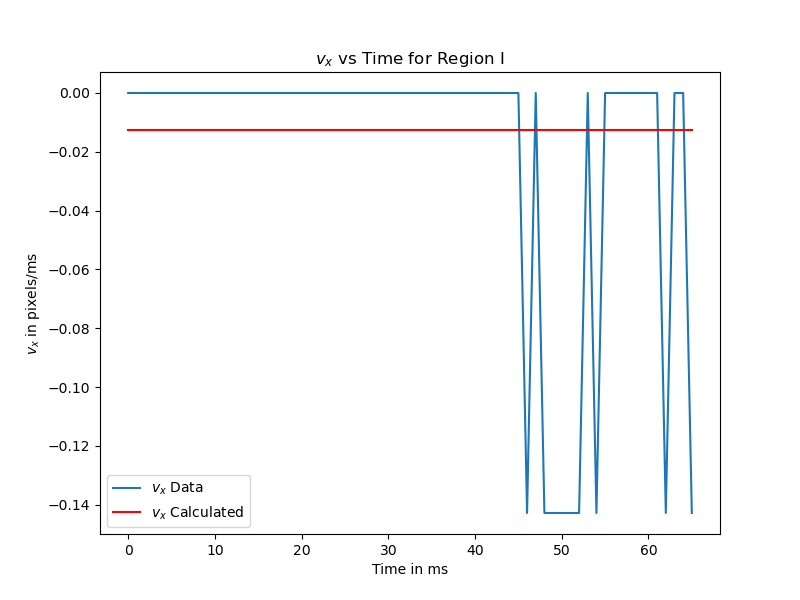 v_x vs Time for Region I
0.00
−0.02
−0.04
−0.06
−0.08
−0.10
−0.12
−0.14
v_x in pixels/ms
v_x Data
v_x Calculated
0 10 20 30 40 50 60
Time in ms